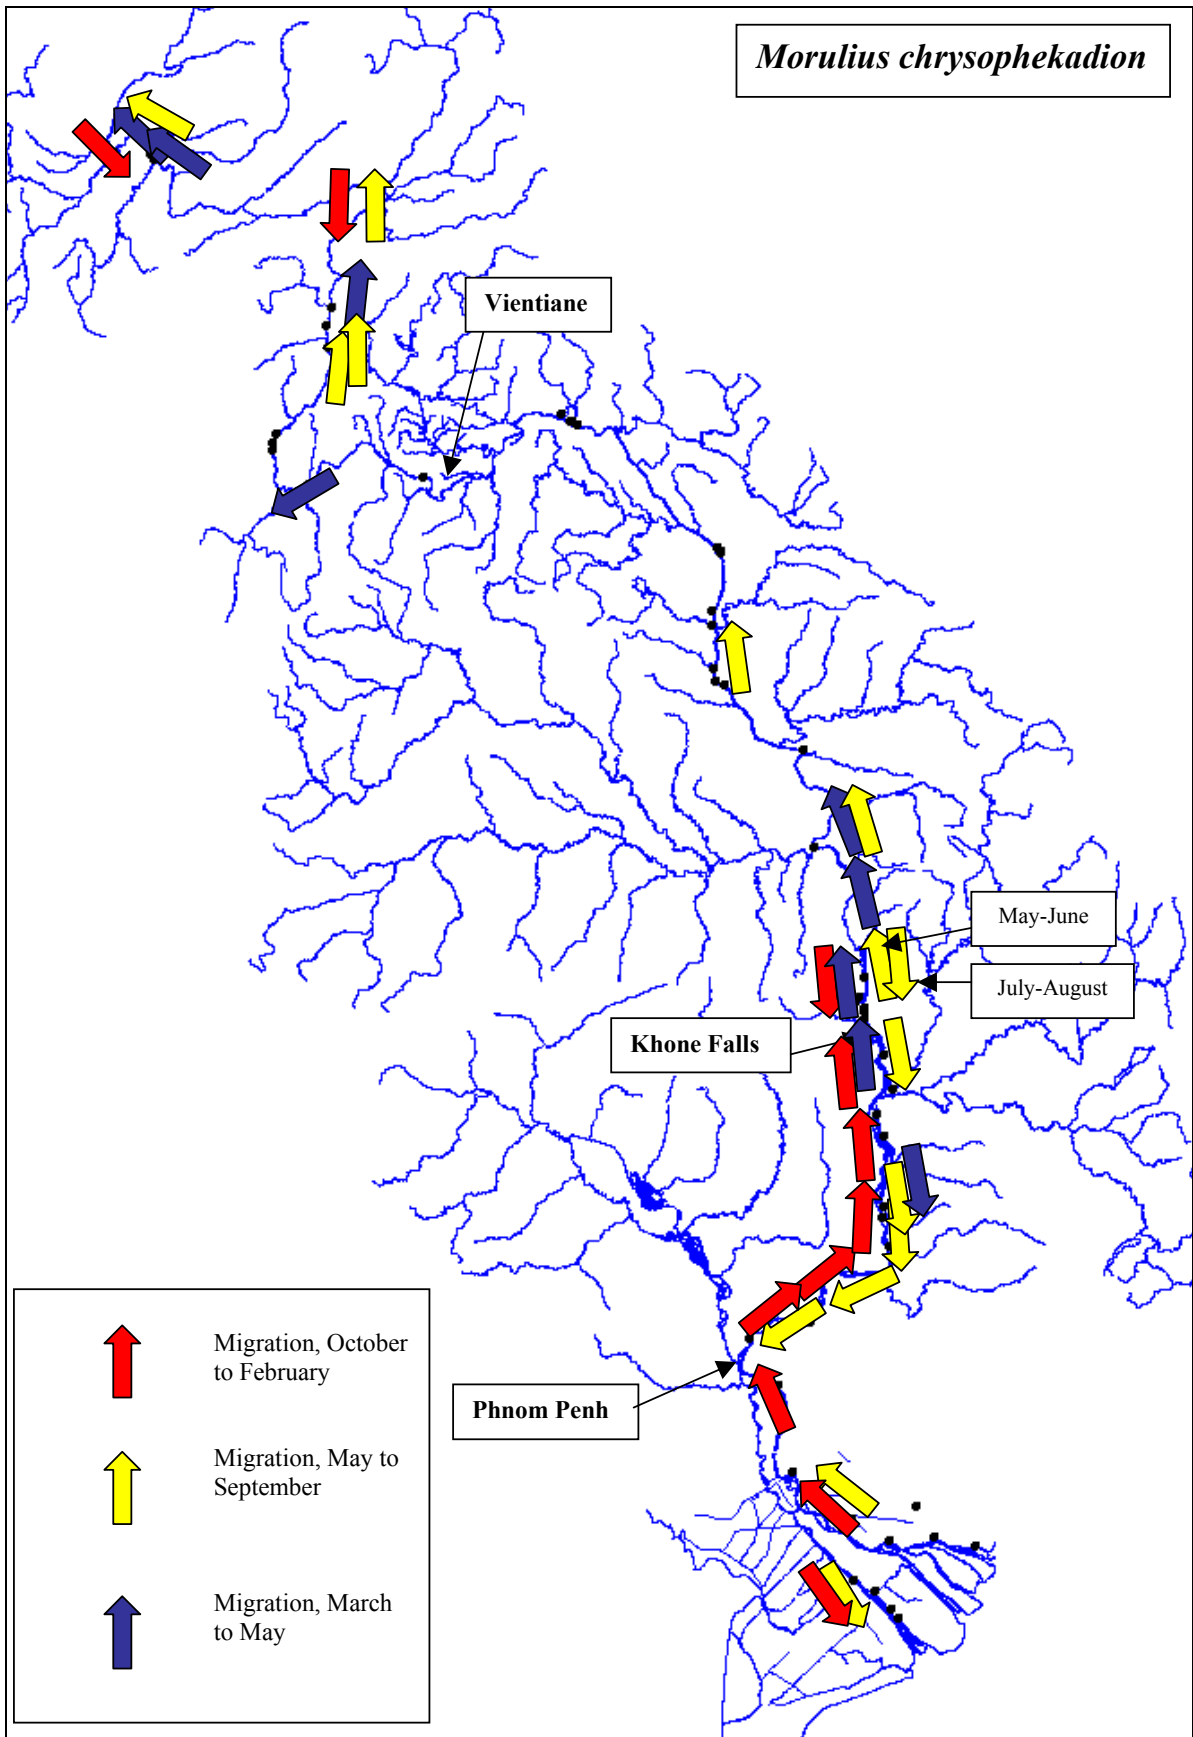 Morulius chrysophekadion
Vientiane
May-June
July-August
Khone Falls
Phnom Penh
Migration, October
to February
Migration, May to
September
Migration, March
to May